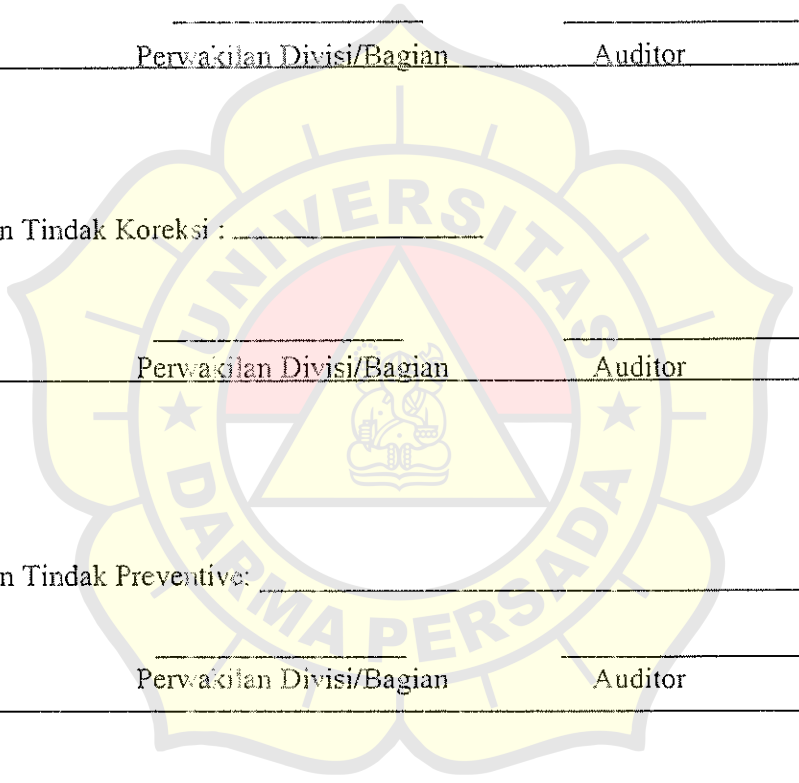 Perwakilan Divisi/Bagian Auditor
n Tindak Koreksi :
UNIVERSITAS
Perwakilan Divisi/Bagian Auditor
DARMA PERSADA
n Tindak Preventive:
Perwakilan Divisi/Bagian Auditor